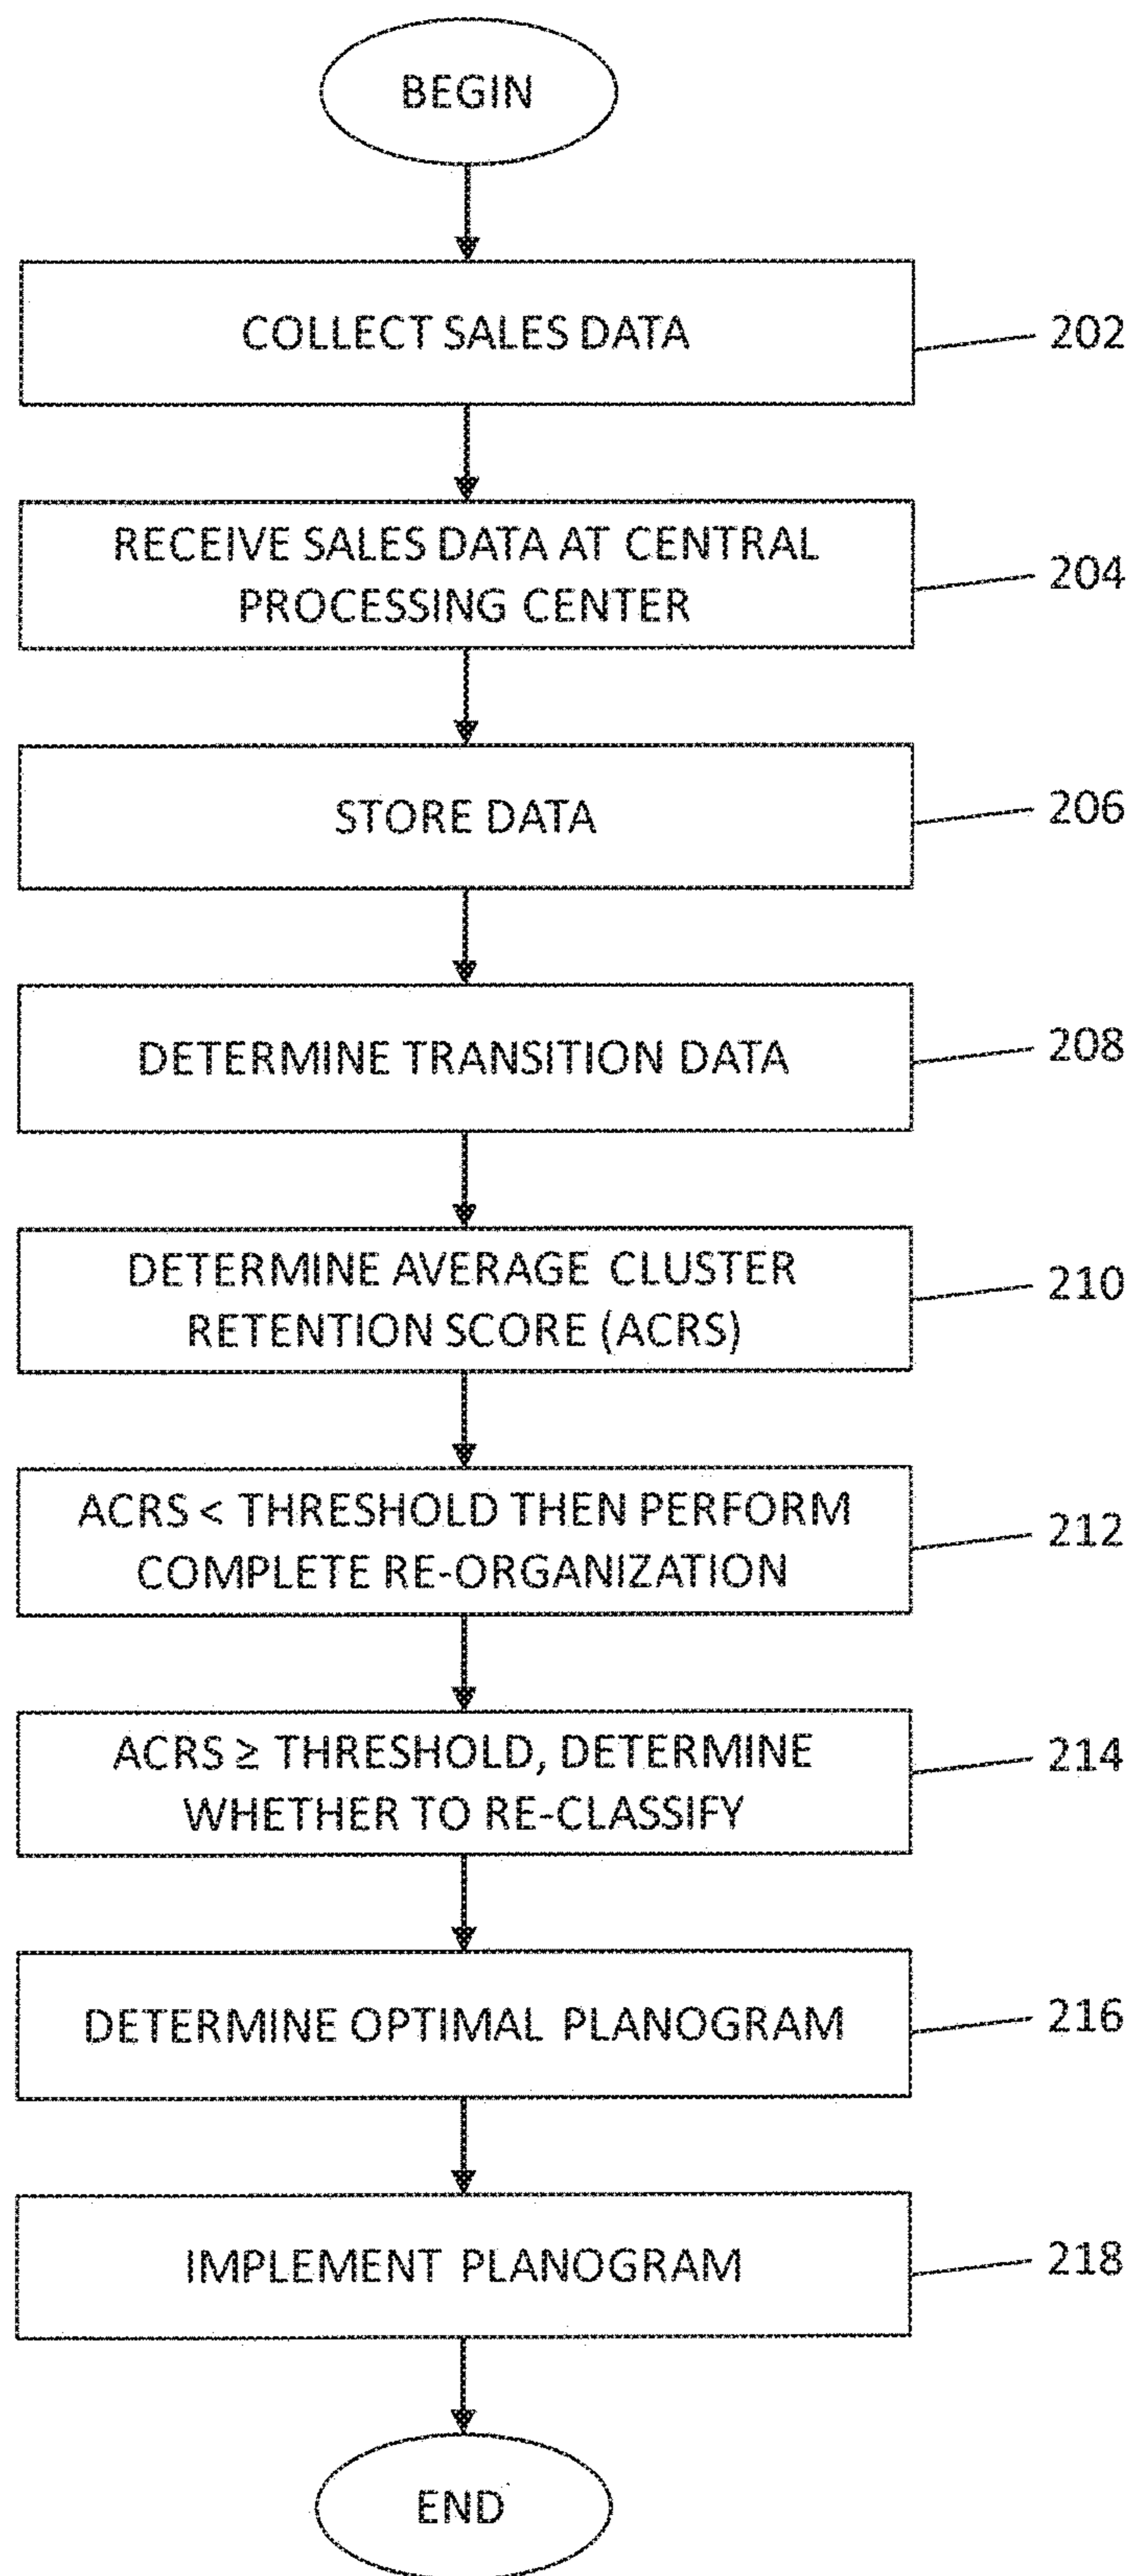 BEGIN
COLLECT SALES DATA
202
RECEIVE SALES DATA AT CENTRAL
PROCESSING CENTER
204
STORE DATA
206
DETERMINE TRANSITION DATA
208
DETERMINE AVERAGE CLUSTER
RETENTION SCORE (ACRS)
210
ACRS < THRESHOLD THEN PERFORM
COMPLETE RE-ORGANIZATION
212
ACRS ≥ THRESHOLD, DETERMINE
WHETHER TO RE-CLASSIFY
214
DETERMINE OPTIMAL PLANOGRAM
216
IMPLEMENT PLANOGRAM
218
END